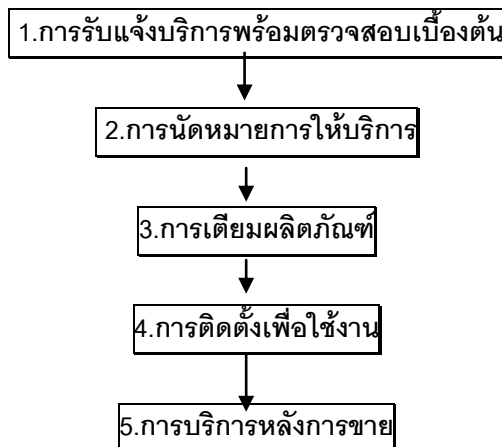 1.การรับแจ้งบริการพร้อมตรวจสอบเบื้องต้น
2.การนัดหมายการให้บริการ
3.การเตียมผลิตภัณฑ์
4.การติดตั้งเพื่อใช้งาน
5.การบริการหลังการขาย